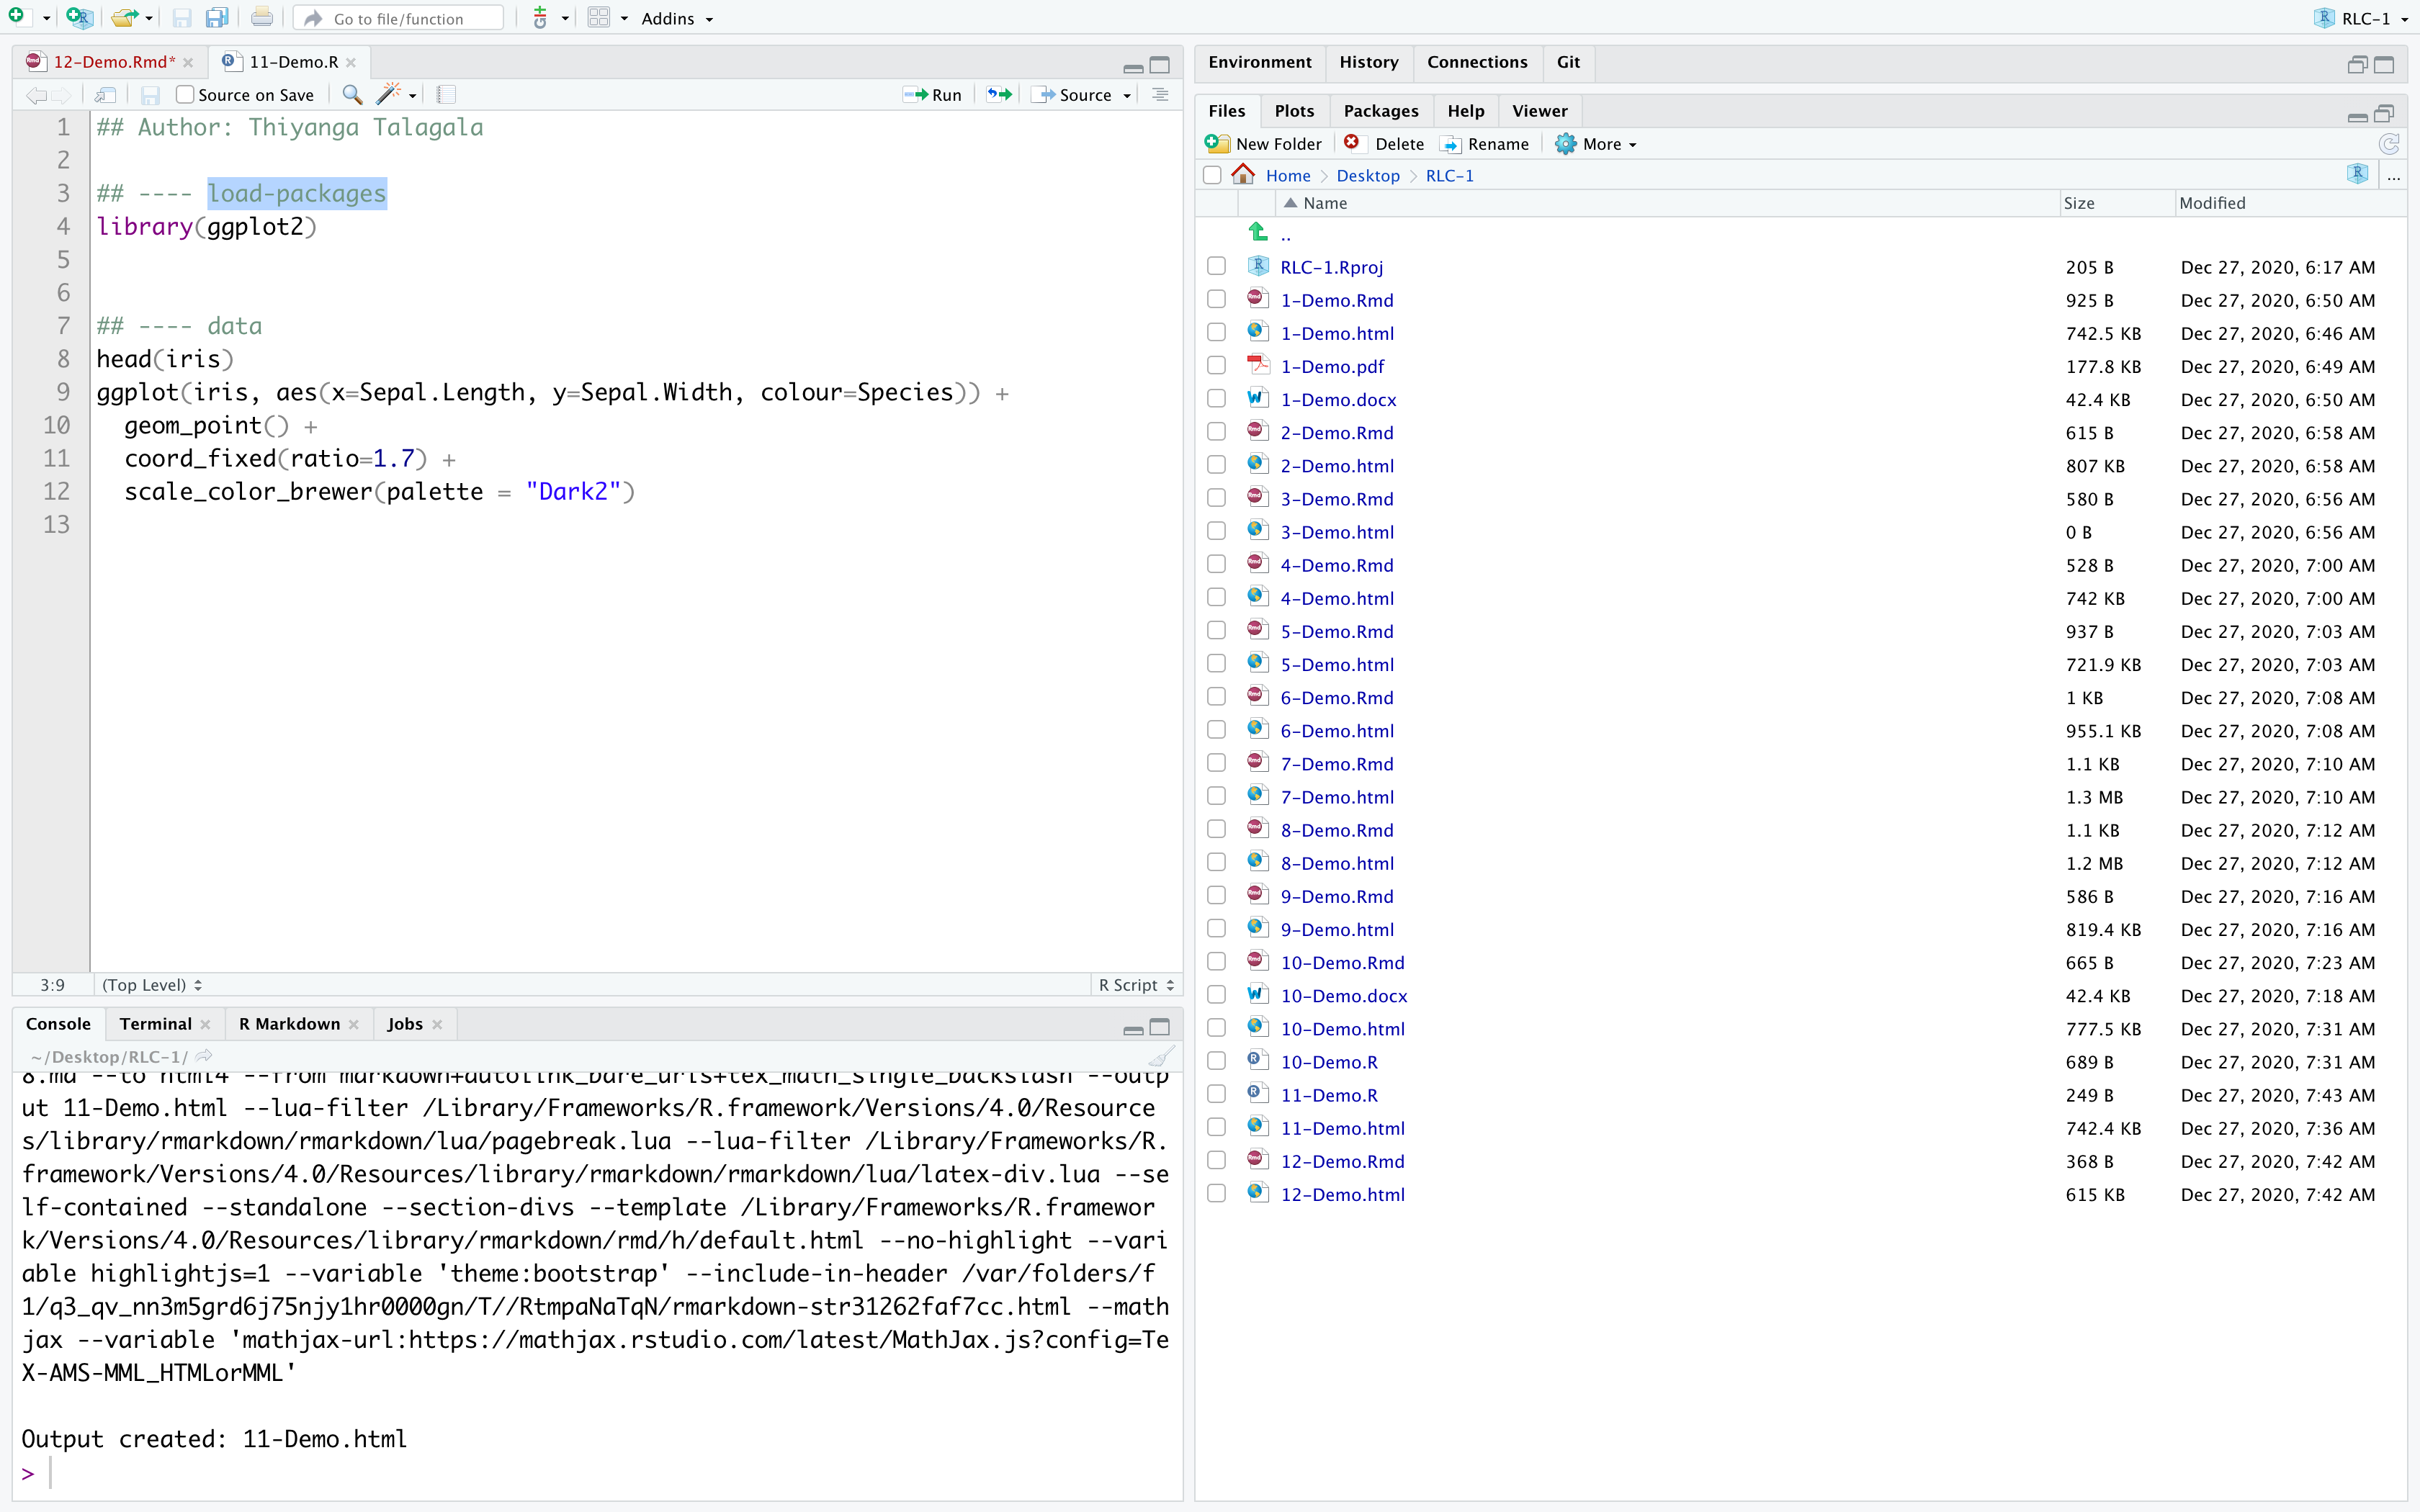 Go to file/function
Addins
RLC-1
12-Demo.Rmd*
11-Demo.R
Source on Save
Run
Source
1 ## Author: Thiyanga Talagala
2
3 ## ---- load-packages
4 library(ggplot2)
5
6
7 ## ---- data
8 head(iris)
9 ggplot(iris, aes(x=Sepal.Length, y=Sepal.Width, colour=Species)) +
10 geom_point() +
11 coord_fixed(ratio=1.7) +
12 scale_color_brewer(palette = "Dark2")
13
3:9 (Top Level) R Script
Console Terminal R Markdown Jobs
~/Desktop/RLC-1/
8.md --to html4 --from markdown+autolink_bare_uris+tex_math_single_backslash --outp
ut 11-Demo.html --lua-filter /Library/Frameworks/R.framework/Versions/4.0/Resource
s/library/rmarkdown/rmarkdown/lua/pagebreak.lua --lua-filter /Library/Frameworks/R.
framework/Versions/4.0/Resources/library/rmarkdown/rmarkdown/lua/latex-div.lua --se
lf-contained --standalone --section-divs --template /Library/Frameworks/R.framewor
k/Versions/4.0/Resources/library/rmarkdown/rmd/h/default.html --no-highlight --vari
able highlightjs=1 --variable 'theme:bootstrap' --include-in-header /var/folders/f
1/q3_qv_nn3m5grd6j75njy1hr0000gn/T//RtmpaNaTqN/rmarkdown-str31262faf7cc.html --math
jax --variable 'mathjax-url:https://mathjax.rstudio.com/latest/MathJax.js?config=Te
X-AMS-MML_HTMLorMML'
Output created: 11-Demo.html
>
Environment History Connections Git
Files Plots Packages Help Viewer
New Folder Delete Rename More
Home Desktop RLC-1 ...
Name Size Modified
..
RLC-1.Rproj 205 B Dec 27, 2020, 6:17 AM
1-Demo.Rmd 925 B Dec 27, 2020, 6:50 AM
1-Demo.html 742.5 KB Dec 27, 2020, 6:46 AM
1-Demo.pdf 177.8 KB Dec 27, 2020, 6:49 AM
1-Demo.docx 42.4 KB Dec 27, 2020, 6:50 AM
2-Demo.Rmd 615 B Dec 27, 2020, 6:58 AM
2-Demo.html 807 KB Dec 27, 2020, 6:58 AM
3-Demo.Rmd 580 B Dec 27, 2020, 6:56 AM
3-Demo.html 0 B Dec 27, 2020, 6:56 AM
4-Demo.Rmd 528 B Dec 27, 2020, 7:00 AM
4-Demo.html 742 KB Dec 27, 2020, 7:00 AM
5-Demo.Rmd 937 B Dec 27, 2020, 7:03 AM
5-Demo.html 721.9 KB Dec 27, 2020, 7:03 AM
6-Demo.Rmd 1 KB Dec 27, 2020, 7:08 AM
6-Demo.html 955.1 KB Dec 27, 2020, 7:08 AM
7-Demo.Rmd 1.1 KB Dec 27, 2020, 7:10 AM
7-Demo.html 1.3 MB Dec 27, 2020, 7:10 AM
8-Demo.Rmd 1.1 KB Dec 27, 2020, 7:12 AM
8-Demo.html 1.2 MB Dec 27, 2020, 7:12 AM
9-Demo.Rmd 586 B Dec 27, 2020, 7:16 AM
9-Demo.html 819.4 KB Dec 27, 2020, 7:16 AM
10-Demo.Rmd 665 B Dec 27, 2020, 7:23 AM
10-Demo.docx 42.4 KB Dec 27, 2020, 7:18 AM
10-Demo.html 777.5 KB Dec 27, 2020, 7:31 AM
10-Demo.R 689 B Dec 27, 2020, 7:31 AM
11-Demo.R 249 B Dec 27, 2020, 7:43 AM
11-Demo.html 742.4 KB Dec 27, 2020, 7:36 AM
12-Demo.Rmd 368 B Dec 27, 2020, 7:42 AM
12-Demo.html 615 KB Dec 27, 2020, 7:42 AM